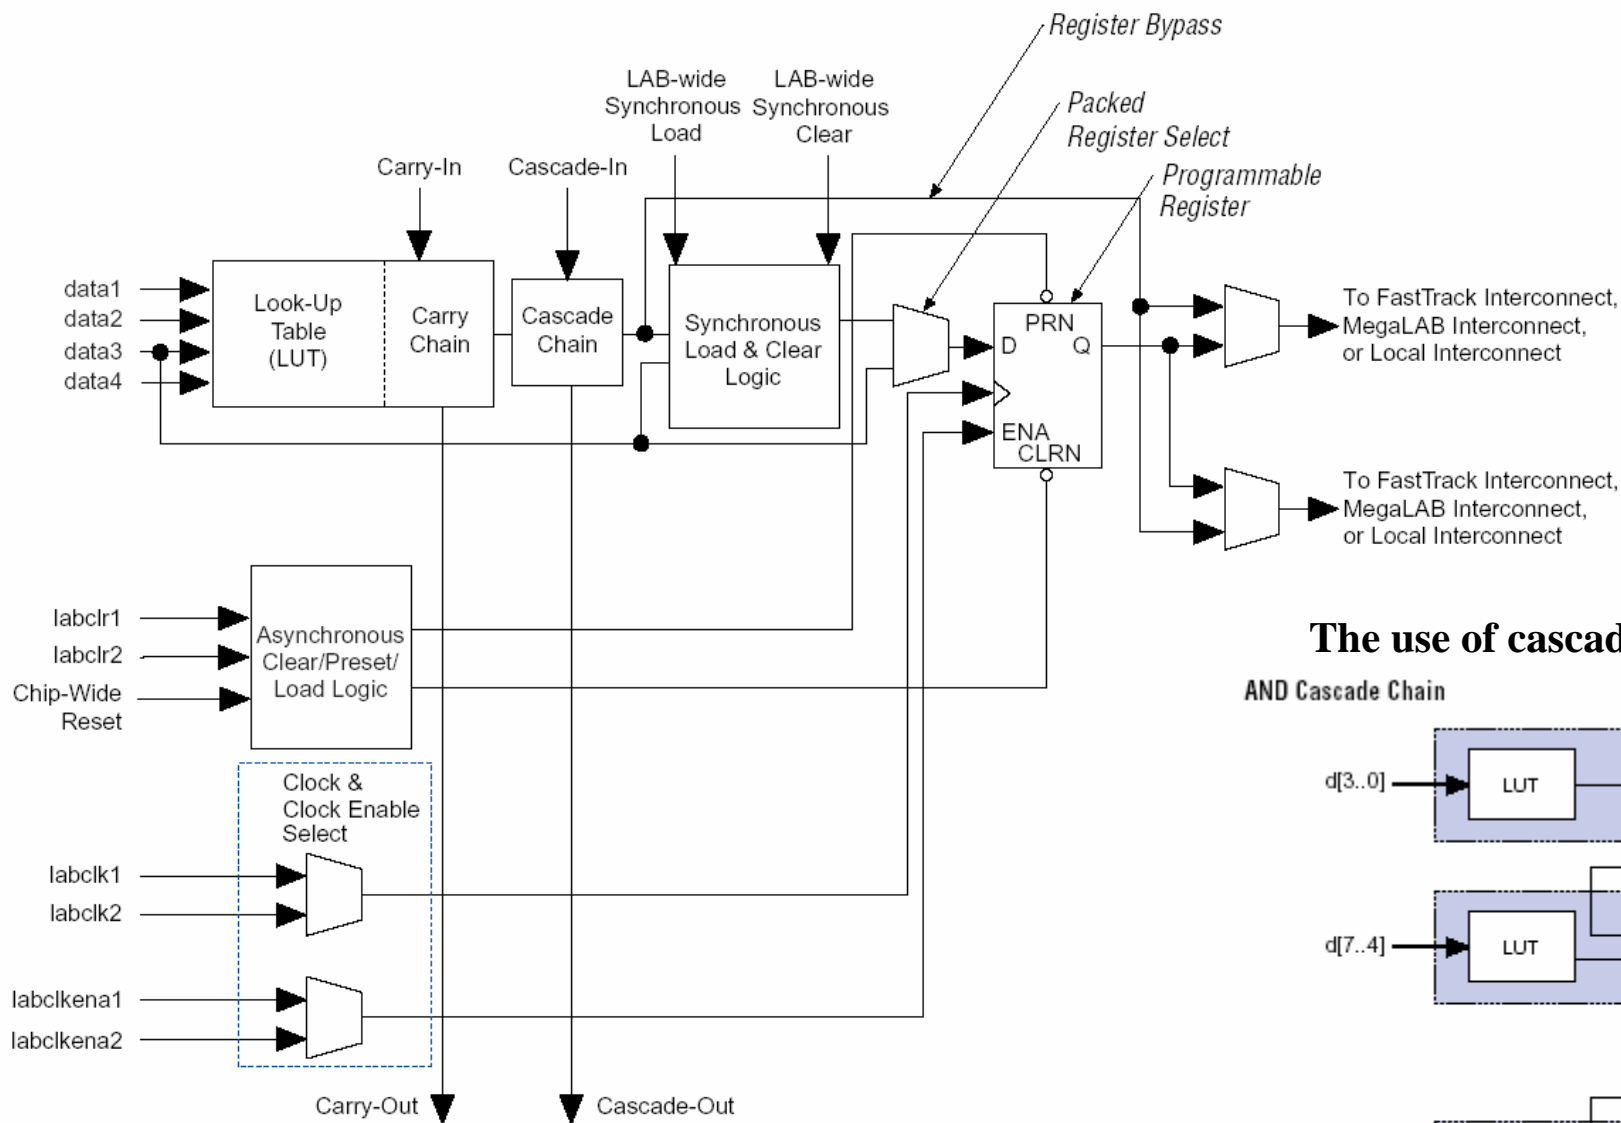 Register Bypass
LAB-wide
Synchronous
Load
LAB-wide
Synchronous
Clear
Packed
Register Select
Programmable
Register
Carry-In
Cascade-In
data1
data2
data3
data4
Look-Up
Table
(LUT)
Carry
Chain
Cascade
Chain
Synchronous
Load & Clear
Logic
PRN
D
Q
ENA
CLRN
To FastTrack Interconnect,
MegaLAB Interconnect,
or Local Interconnect
To FastTrack Interconnect,
MegaLAB Interconnect,
or Local Interconnect
labclr1
labclr2
Chip-Wide
Reset
Asynchronous
Clear/Preset/
Load Logic
Clock &
Clock Enable
Select
labclk1
labclk2
labclkena1
labclkena2
Carry-Out
Cascade-Out
The use of
AND Cascade Chain
d[3..0]
LUT
d[7..4]
LUT